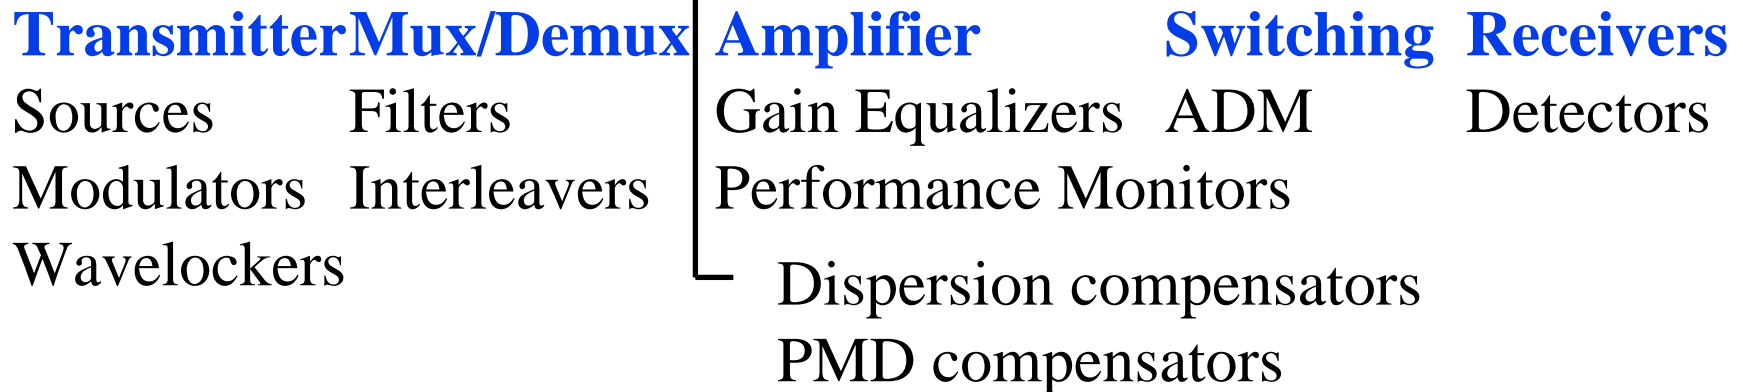 Transmitter Mux/Demux Amplifier Switching Receivers
Sources Filters Gain Equalizers ADM Detectors
Modulators Interleavers Performance Monitors
Wavelockers
Dispersion compensators
PMD compensators